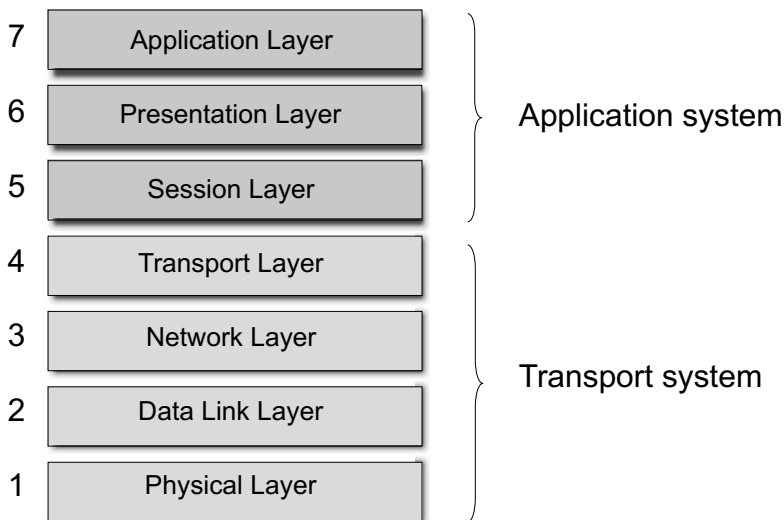 7 Application Layer
6 Presentation Layer
Application system
5 Session Layer
4 Transport Layer
3 Network Layer
Transport system
2 Data Link Layer
1 Physical Layer